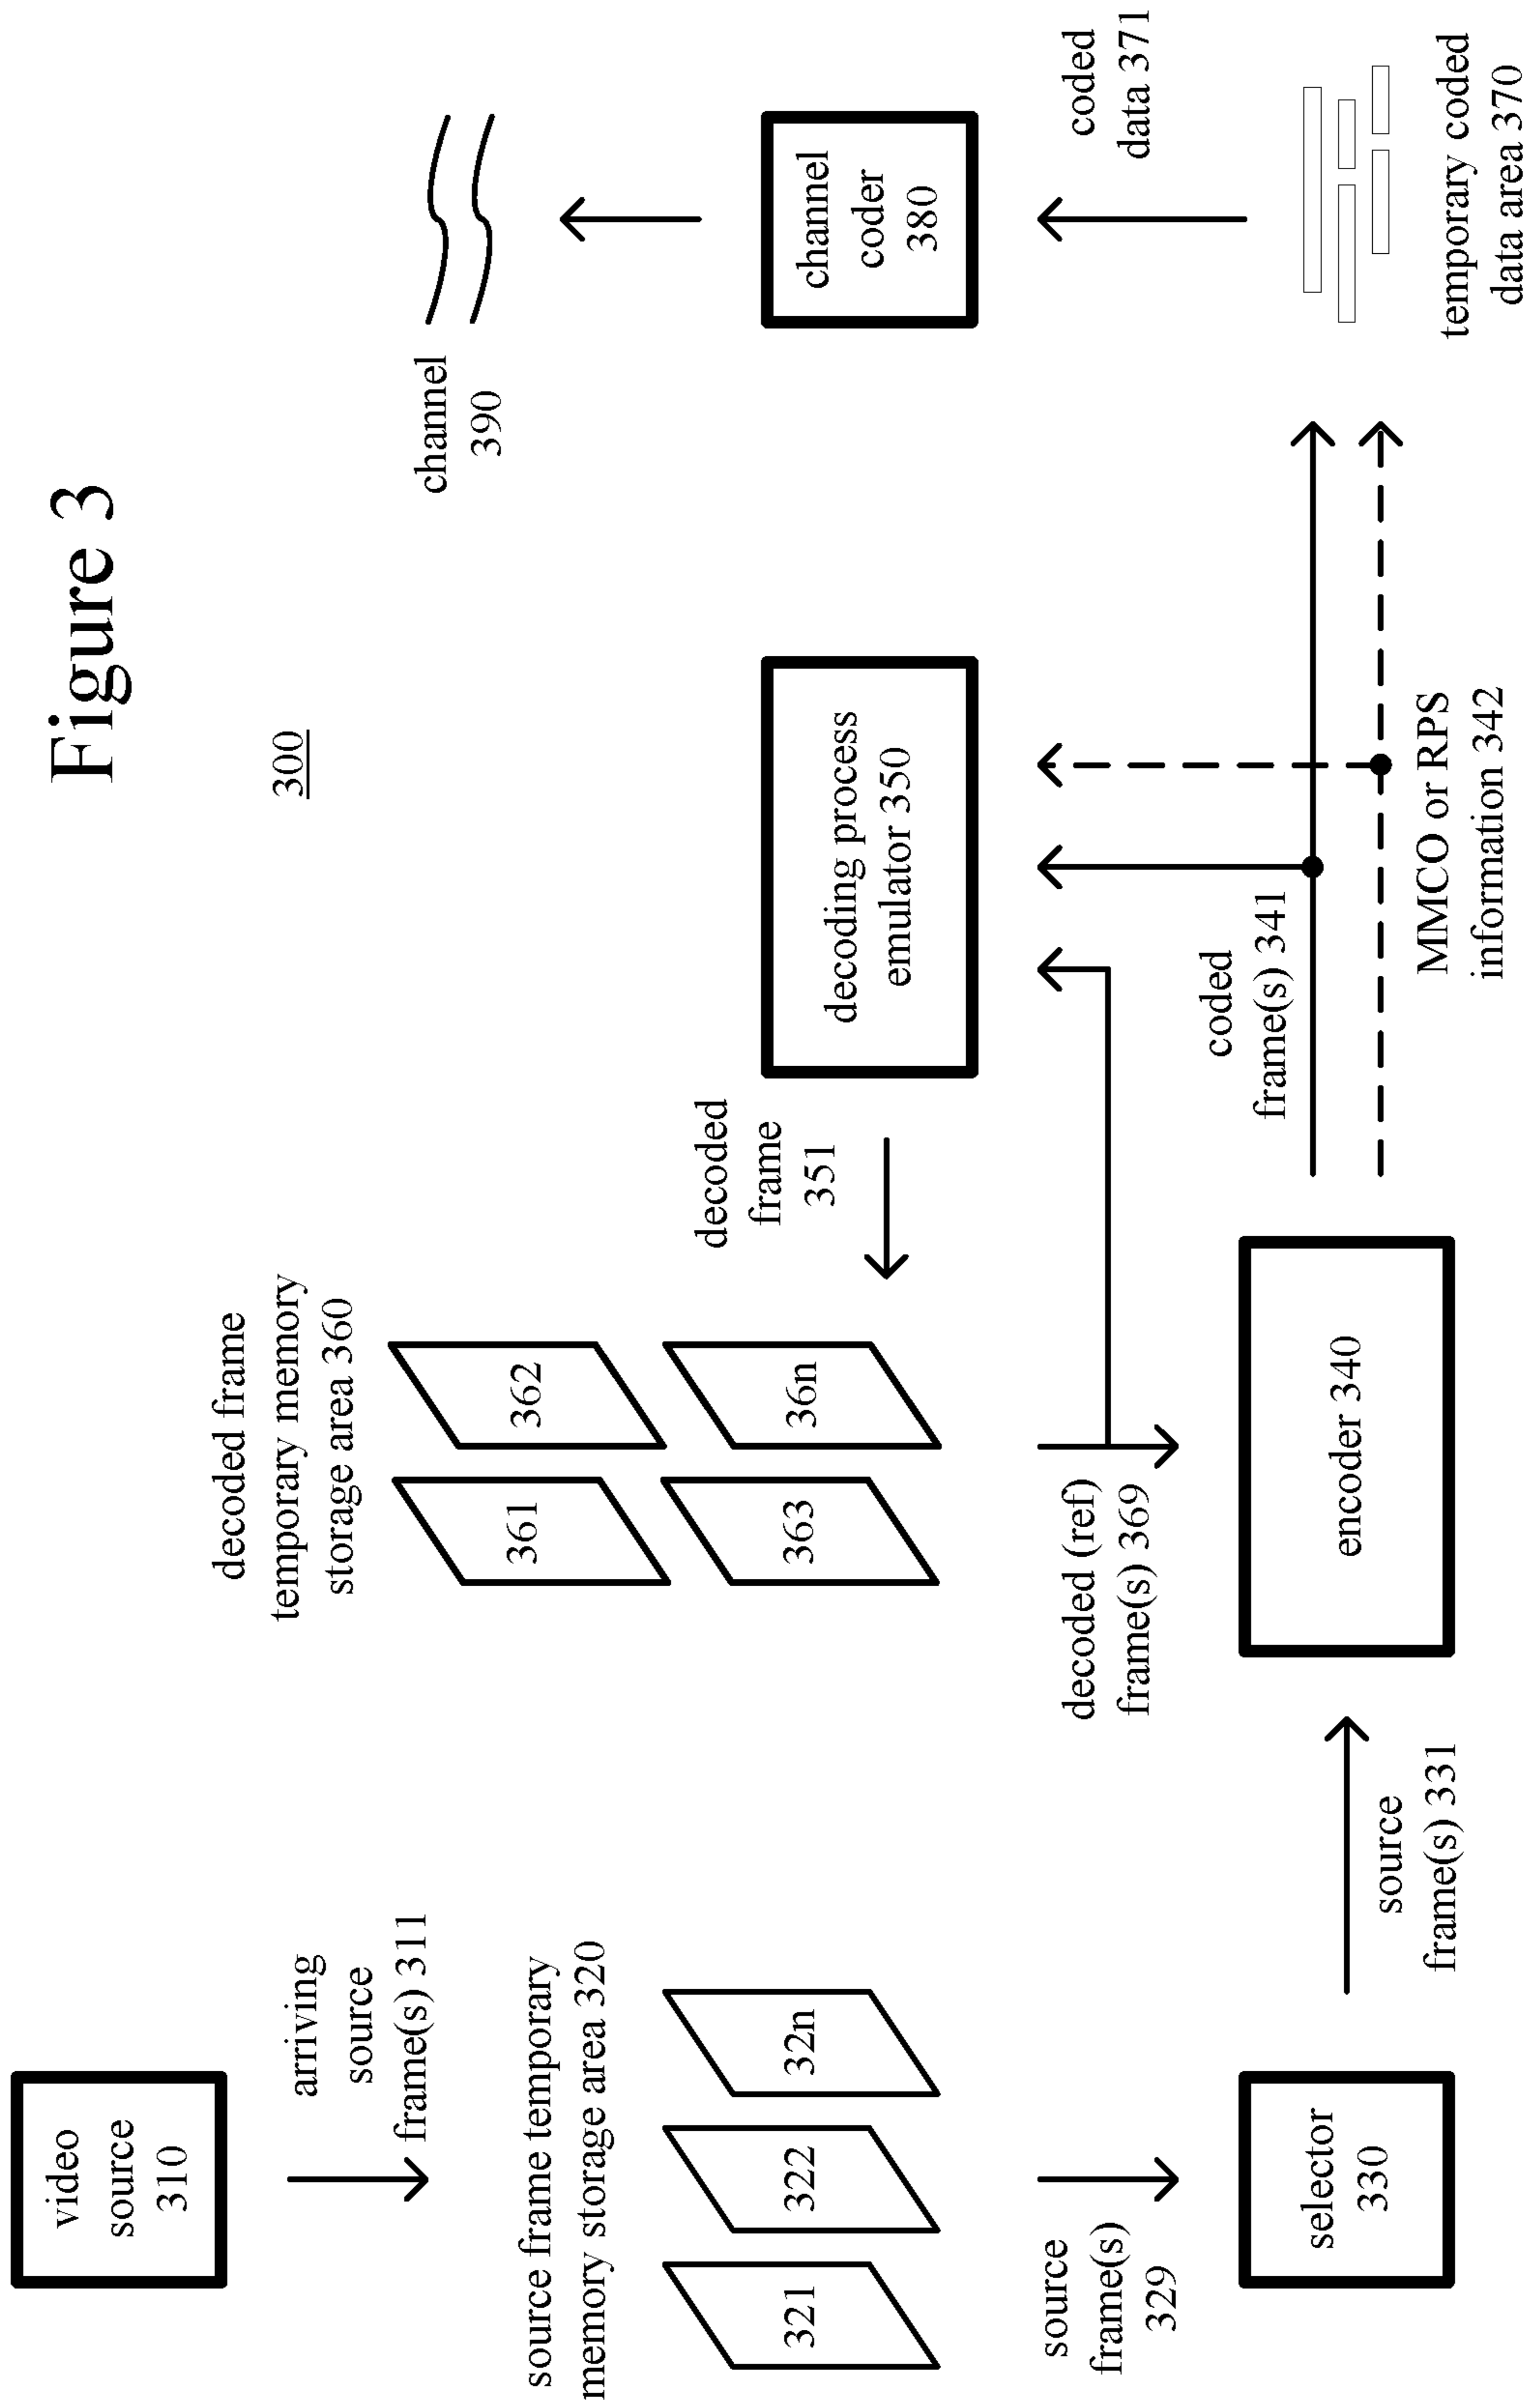 Figure 3
300
video
source
310
arriving
source
frame(s) 311
source frame temporary
memory storage area 320
321
322
32n
source
frame(s)
329
selector
330
source
frame(s) 331
decoded frame
temporary memory
storage area 360
361
362
363
36n
decoded (ref)
frame(s) 369
encoder 340
decoded
frame
351
decoding process
emulator 350
coded
frame(s) 341
MMCO or RPS
information 342
channel
390
channel
coder
380
coded
data 371
temporary coded
data area 370